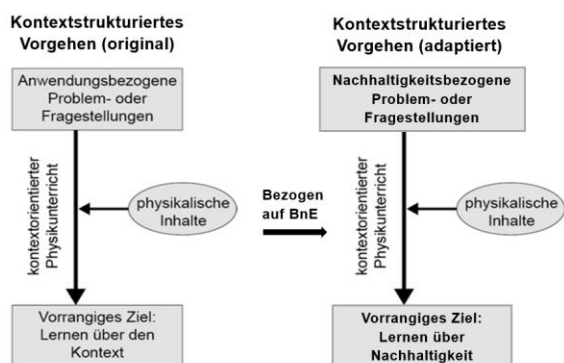 Kontextstrukturiertes
Vorgehen (original)
Anwendungsbezogene
Problem- oder
Fragestellungen
kontextorientierter
Physikunterricht
physikalische
Inhalte
Vorrangiges Ziel:
Lernen über den
Kontext
Bezogen
auf BnE
Kontextstrukturiertes
Vorgehen (adaptiert)
Nachhaltigkeitsbezogene
Problem- oder
Fragestellungen
kontextorientierter
Physikunterricht
physikalische
Inhalte
Vorrangiges Ziel:
Lernen über
Nachhaltigkeit